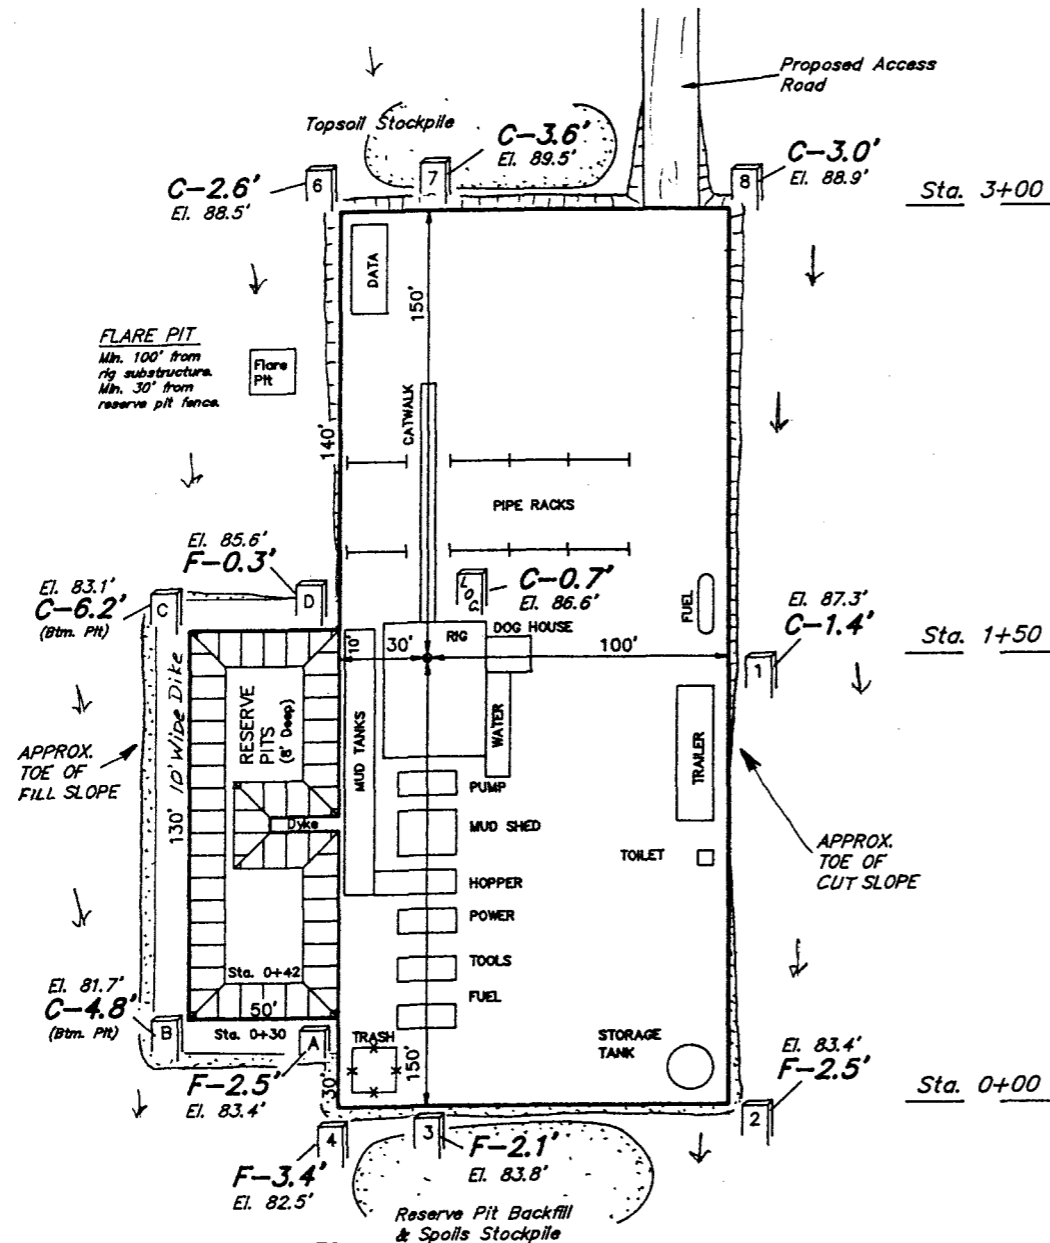 Proposed Access
Road
Topsoil Stockpile
C-3.6'
El. 89.5'
7
C-3.0'
El. 88.9'
8
C-2.6'
El. 88.5'
6
Sta. 3+00
DATA
150'
FLARE PIT
Min. 100' from
rig substructure.
Min. 30' from
reserve pit fence.
Flare
Pit
CATWALK
140'
PIPE RACKS
El. 85.6'
F-0.3'
D
El. 83.1'
C-6.2'
(Btm. Pit)
C
LOG
C-0.7'
El. 86.6'
FUEL
El. 87.3'
C-1.4'
1
Sta. 1+50
10'
30'
RIG
DOG HOUSE
100'
RESERVE
PITS
(8' Deep)
MUD TANKS
WATER
TRAILER
APPROX.
TOE OF
FILL SLOPE
10' Wide Dike
130'
PUMP
Dyke
MUD SHED
TOILET
APPROX.
TOE OF
CUT SLOPE
HOPPER
POWER
TOOLS
FUEL
Sta. 0+42
50'
Sta. 0+30
El. 81.7'
C-4.8'
(Btm. Pit)
B
A
F-2.5'
El. 83.4'
30'
TRASH
150'
STORAGE
TANK
El. 83.4'
F-2.5'
2
Sta. 0+00
4
F-3.4'
El. 82.5'
3
F-2.1'
El. 83.8'
Reserve Pit Backfill
& Spoils Stockpile